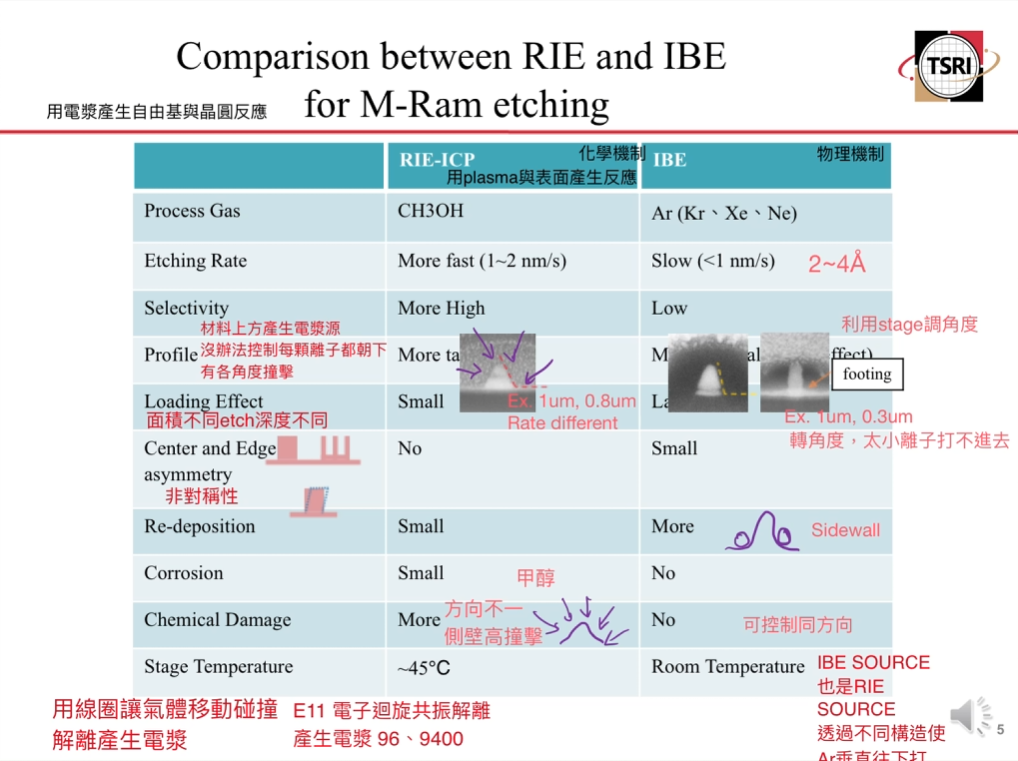 Comparison between RIE and IBE
for M-Ram etching
用電漿產生自由基與晶圓反應
TSRI
RIE-ICP
化學機制
用plasma與表面產生反應
IBE
物理機制
Process Gas
CH3OH
Ar (Kr、Xe、Ne)
Etching Rate
More fast (1~2 nm/s)
Slow (<1 nm/s)
2~4Å
Selectivity
More High
Low
材料上方產生電漿源
利用stage調角度
Profile
沒辦法控制每顆離子都朝下
有各角度撞擊
More ta
footing
Loading Effect
Small
面積不同etch深度不同
Ex. 1um, 0.8um
Rate different
Ex. 1um, 0.3um
轉角度，太小離子打不進去
Center and Edge
asymmetry
No
Small
非對稱性
Re-deposition
Small
More
Sidewall
Corrosion
Small
甲醇
No
Chemical Damage
More
方向不一
側壁高撞擊
No
可控制同方向
Stage Temperature
~45°C
Room Temperature
IBE SOURCE
也是RIE
SOURCE
透過不同構造使
Ar垂直往下打
用線圈讓氣體移動碰撞
解離產生電漿
E11 電子迴旋共振解離
產生電漿 96、9400
5